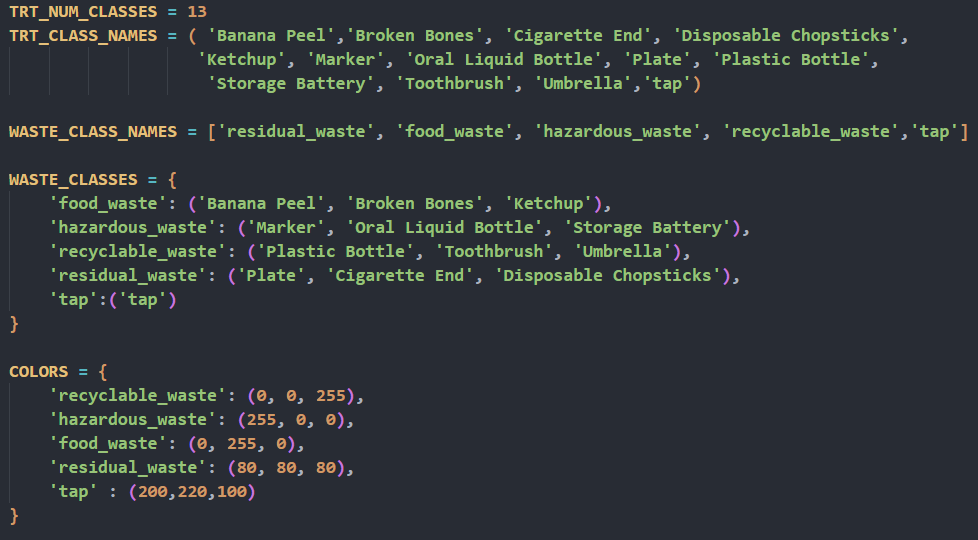 TRT_NUM_CLASSES = 13
TRT_CLASS_NAMES = ( 'Banana Peel','Broken Bones', 'Cigarette End', 'Disposable Chopsticks',
'Ketchup', 'Marker', 'Oral Liquid Bottle', 'Plate', 'Plastic Bottle',
'Storage Battery', 'Toothbrush', 'Umbrella','tap')
WASTE_CLASS_NAMES = ['residual_waste', 'food_waste', 'hazardous_waste', 'recyclable_waste','tap']
WASTE_CLASSES = {
'food_waste': ('Banana Peel', 'Broken Bones', 'Ketchup'),
'hazardous_waste': ('Marker', 'Oral Liquid Bottle', 'Storage Battery'),
'recyclable_waste': ('Plastic Bottle', 'Toothbrush', 'Umbrella'),
'residual_waste': ('Plate', 'Cigarette End', 'Disposable Chopsticks'),
'tap':('tap')
}
COLORS = {
'recyclable_waste': (0, 0, 255),
'hazardous_waste': (255, 0, 0),
'food_waste': (0, 255, 0),
'residual_waste': (80, 80, 80),
'tap' : (200,220,100)
}